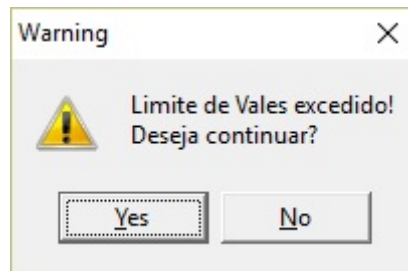 Warning
Limite de Vales excedido!
Deseja continuar?
Yes
No